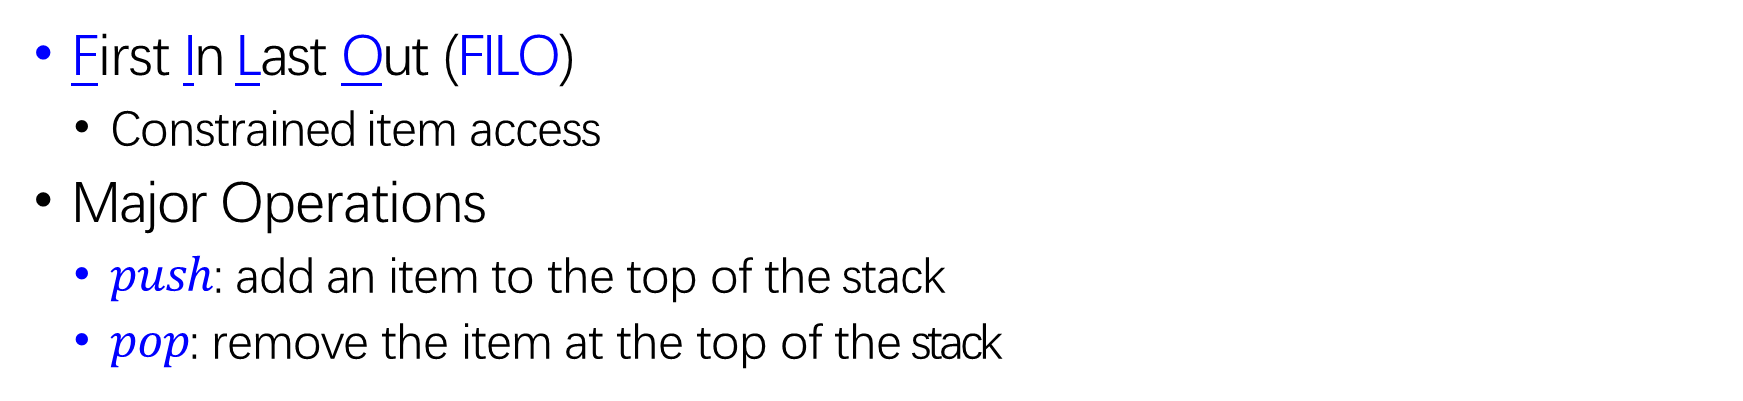 • First In Last Out (FILO)
• Constrained item access
• Major Operations
• push: add an item to the top of the stack
• pop: remove the item at the top of the stack